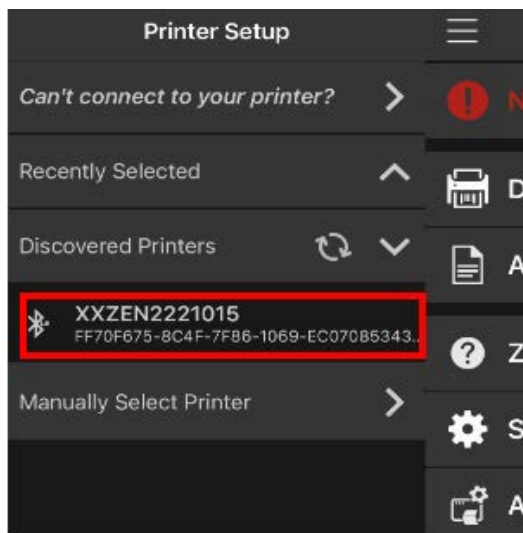 Printer Setup
Can't connect to your printer?
Recently Selected
Discovered Printers
XXZEN2221015
FF70F675-8C4F-7F86-1069-EC07085343..
Manually Select Printer
N
D
A
Z
S
A